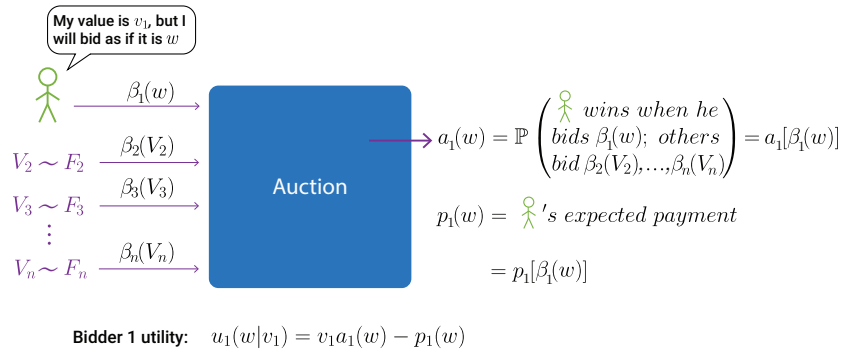 My value is v₁, but I
will bid as if it is w
β₁(w)
V₂ ∼ F₂
β₂(V₂)
V₃ ∼ F₃
β₃(V₃)
⋮
Vₙ ∼ Fₙ
βₙ(Vₙ)
Auction
a₁(w) = ℙ ( wins when he
bids β₁(w); others
bid β₂(V₂),...,βₙ(Vₙ) ) = a₁[β₁(w)]
p₁(w) = 's expected payment
= p₁[β₁(w)]
Bidder 1 utility: u₁(w|v₁) = v₁a₁(w) − p₁(w)